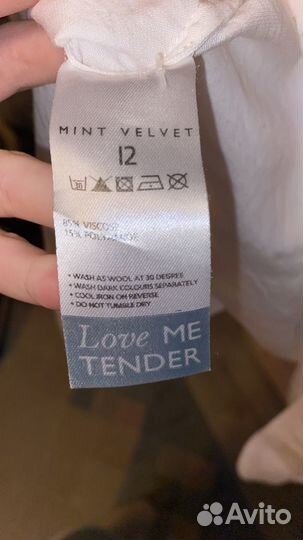 MINT VELVET
12
30
85% VISCOSE
15% POLYAMIDE
• WASH AS WOOL AT 30 DEGREE
• WASH DARK COLOURS SEPARATELY
• COOL IRON ON REVERSE
• DO NOT TUMBLE DRY
Love ME
TENDER
Avito